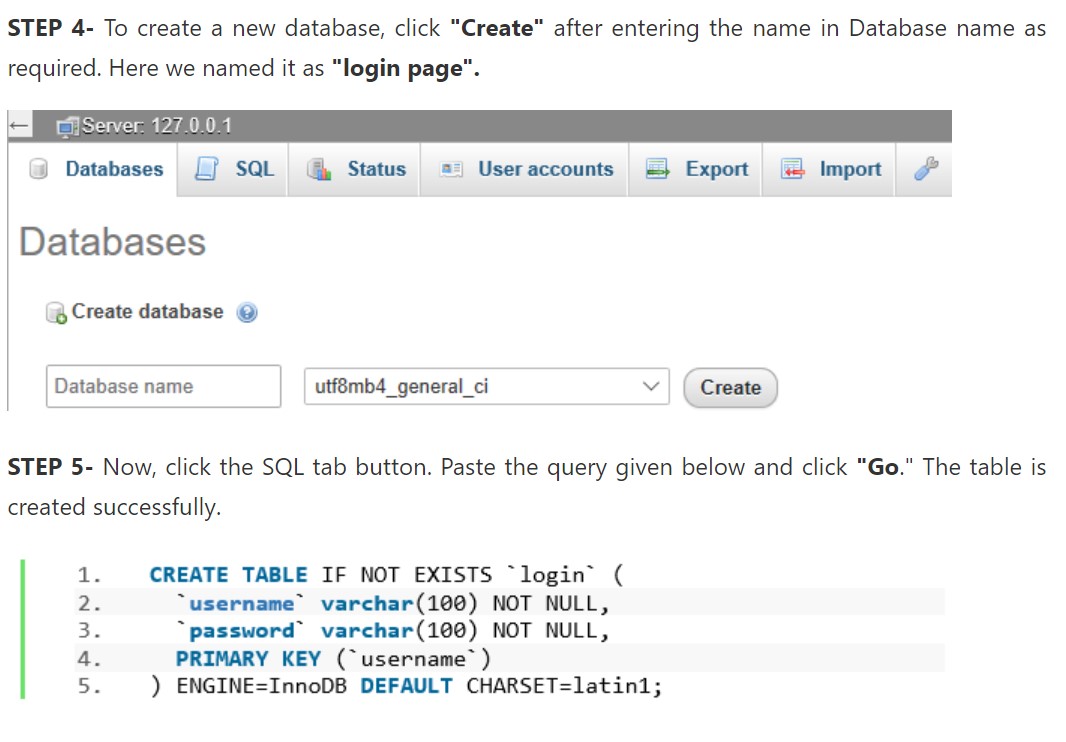 STEP 4- To create a new database, click "Create" after entering the name in Database name as
required. Here we named it as "login page".
← Server: 127.0.0.1
Databases SQL Status User accounts Export Import
Databases
Create database
Database name utf8mb4_general_ci Create
STEP 5- Now, click the SQL tab button. Paste the query given below and click "Go." The table is
created successfully.
1. CREATE TABLE IF NOT EXISTS `login` (
2. `username` varchar(100) NOT NULL,
3. `password` varchar(100) NOT NULL,
4. PRIMARY KEY (`username`)
5. ) ENGINE=InnoDB DEFAULT CHARSET=latin1;